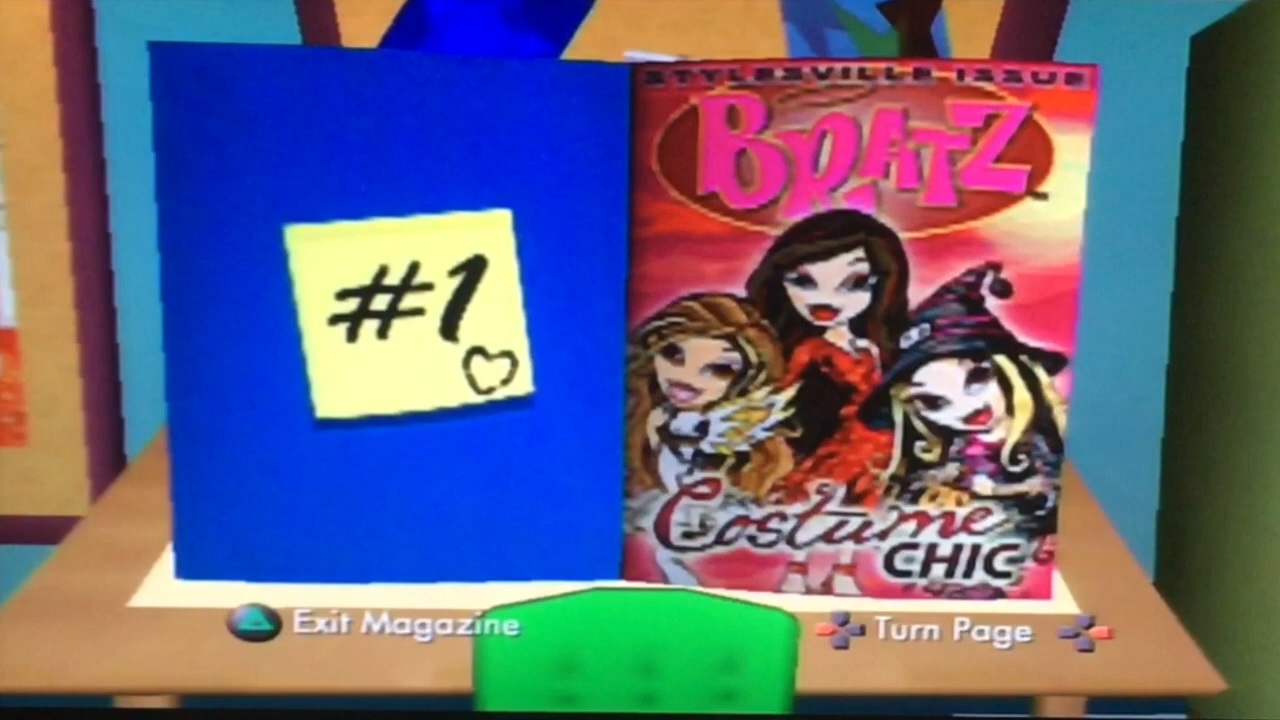 #1
STYLESVILLE ISSUE
BRATZ
Costume
CHIC
Exit Magazine
Turn Page